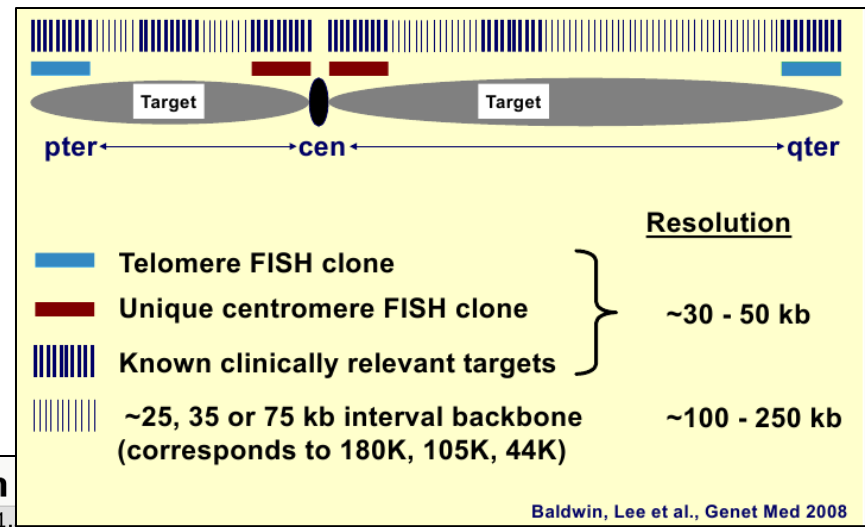 Target
Target
pter
cen
qter
Resolution
Telomere FISH clone
Unique centromere FISH clone
~30 - 50 kb
Known clinically relevant targets
~25, 35 or 75 kb interval backbone
~100 - 250 kb
(corresponds to 180K, 105K, 44K)
Baldwin, Lee et al., Genet Med 2008